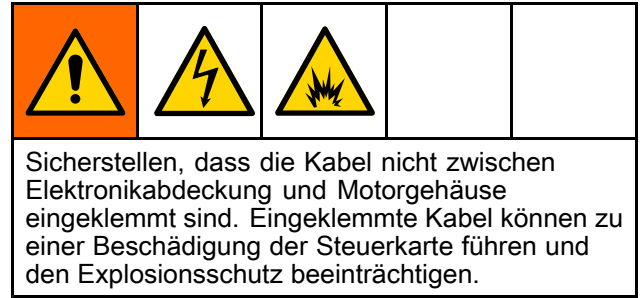 Sicherstellen, dass die Kabel nicht zwischen
Elektronikabdeckung und Motorgehäuse
eingeklemmt sind. Eingeklemmte Kabel können zu
einer Beschädigung der Steuerkarte führen und
den Explosionsschutz beeinträchtigen.